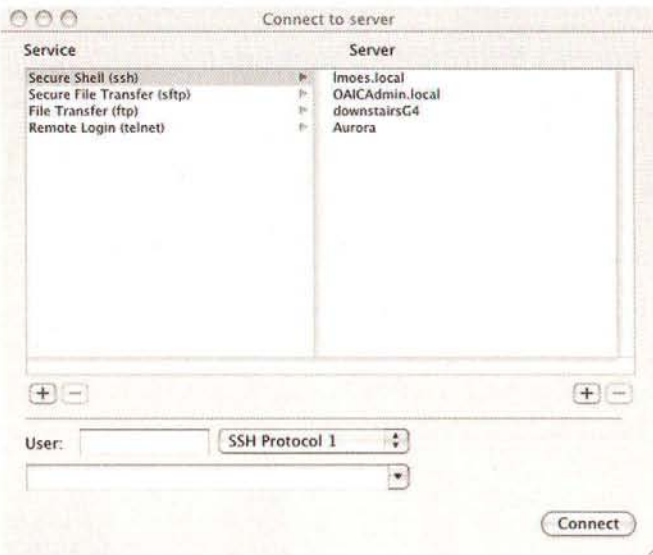 Connect to server
Service
Server
Secure Shell (ssh)
Secure File Transfer (sftp)
File Transfer (ftp)
Remote Login (telnet)
lmoes.local
OAICAdmin.local
downstairsG4
Aurora
User:
SSH Protocol 1
Connect